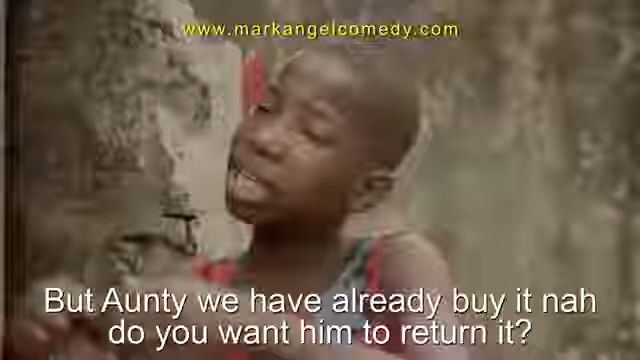 www.markangelcomedy.com
But Aunty we have already buy it nah
do you want him to return it?